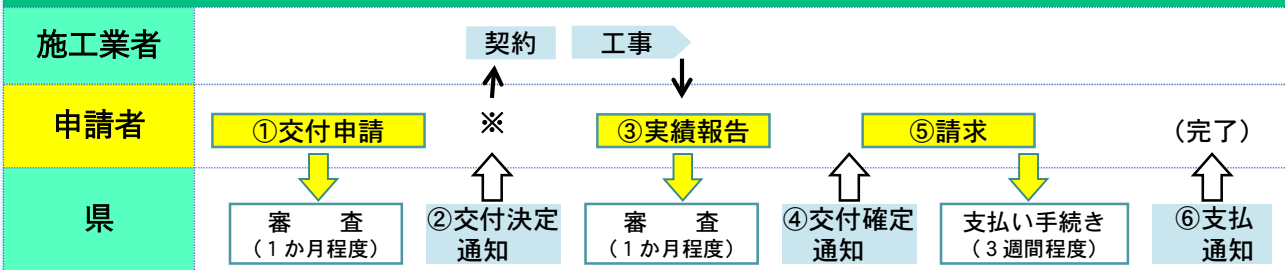 施工業者
契約
工事
申請者
①交付申請
※
③実績報告
⑤請求
(完了)
県
審　査
(1か月程度)
②交付決定
通知
審　査
(1か月程度)
④交付確定
通知
支払い手続き
(3週間程度)
⑥支払
通知